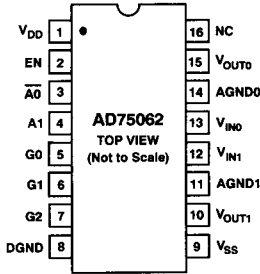 V_DD 1 16 NC
EN 2 15 V_OUT0
A̅0̅ 3 14 AGND0
A1 4 AD75062 13 V_IN0
TOP VIEW
G0 5 (Not to Scale) 12 V_IN1
G1 6 11 AGND1
G2 7 10 V_OUT1
DGND 8 9 V_SS